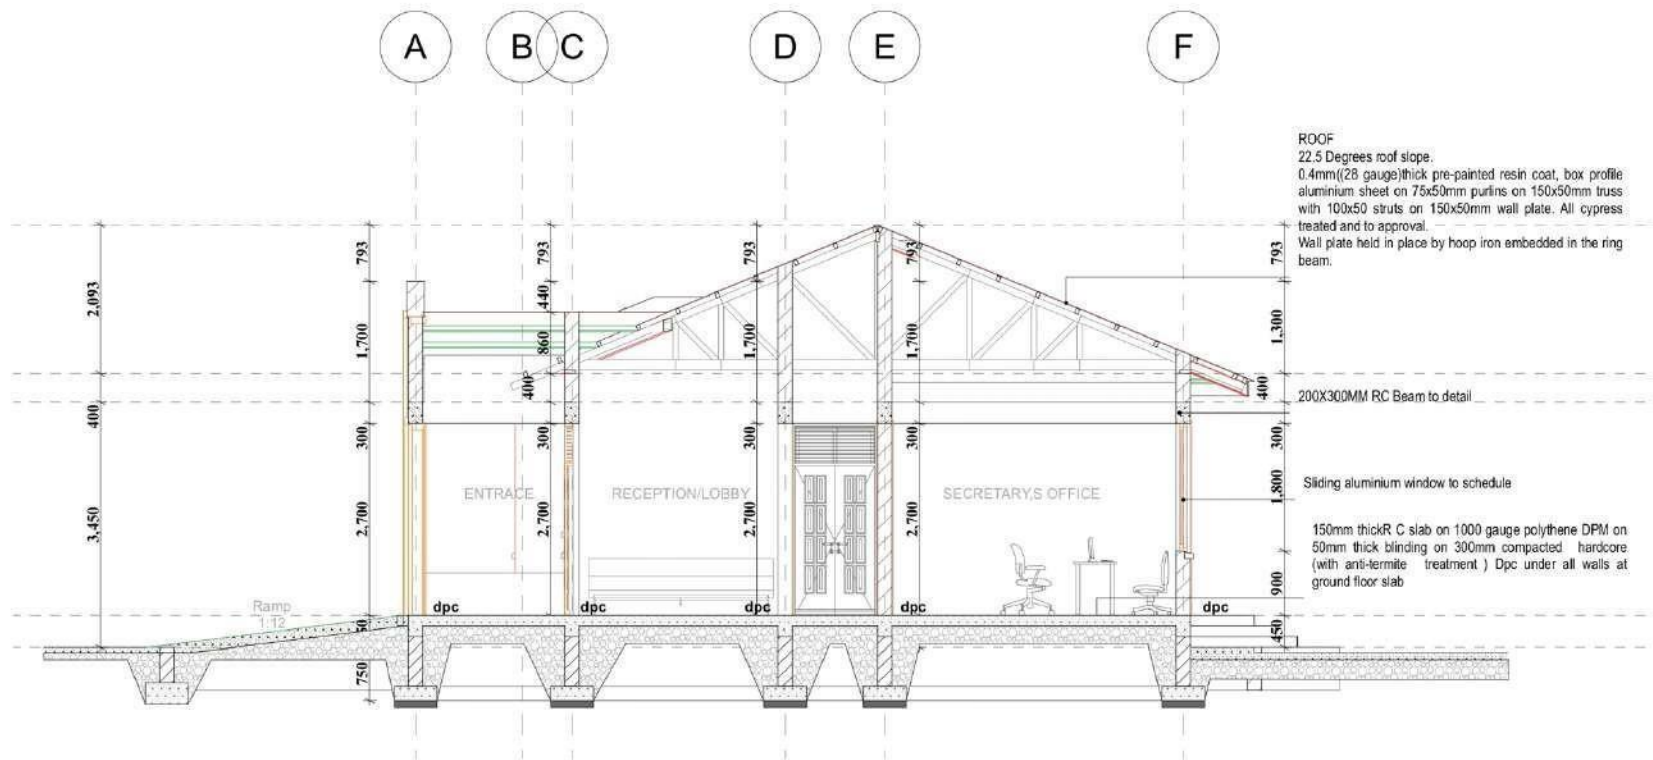 A
B
C
D
E
F
ROOF
22.5 Degrees roof slope.
0.4mm((28 gauge)thick pre-painted resin coat, box profile
aluminium sheet on 75x50mm purlins on 150x50mm truss
with 100x50 struts on 150x50mm wall plate. All cypress
treated and to approval.
Wall plate held in place by hoop iron embedded in the ring
beam.
2,093
400
3,450
793
1,700
300
2,700
750
793
440
860
400
300
2,700
793
1,700
300
2,700
793
1,700
300
2,700
793
1,300
400
300
1,800
900
450
200X300MM RC Beam to detail
Sliding aluminium window to schedule
150mm thickR C slab on 1000 gauge polythene DPM on
50mm thick blinding on 300mm compacted hardcore
(with anti-termite treatment ) Dpc under all walls at
ground floor slab
ENTRACE
RECEPTION/LOBBY
SECRETARY,S OFFICE
Ramp
1:12
dpc
dpc
dpc
dpc
dpc